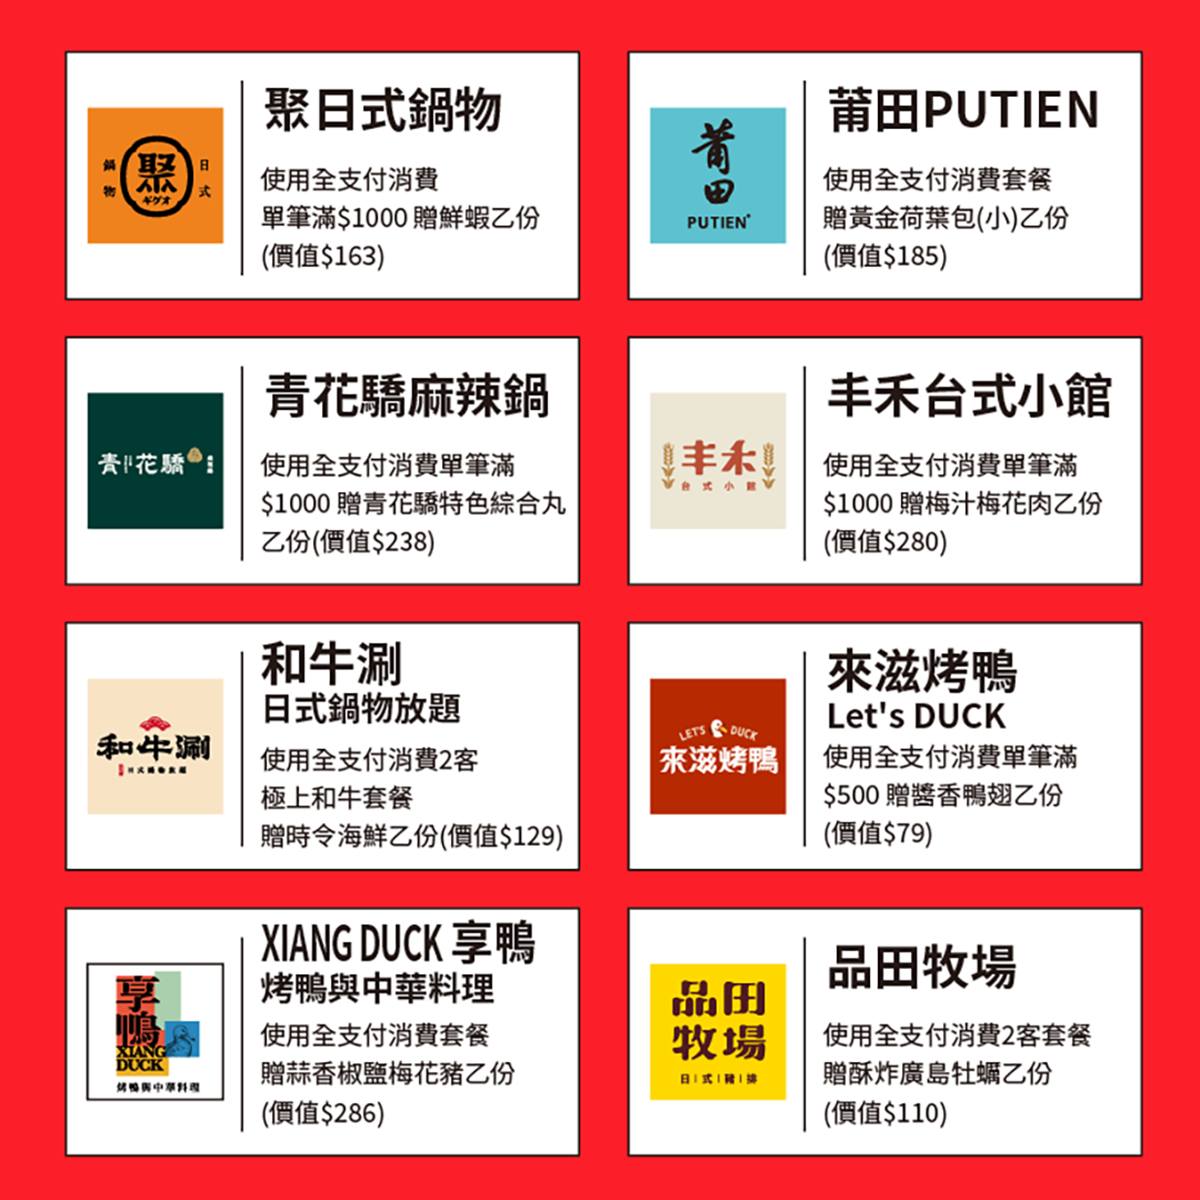 鍋物
聚
ギグオ
日式
聚日式鍋物
使用全支付消費
單筆滿$1000 贈鮮蝦乙份
(價值$163)
莆田
PUTIEN
莆田PUTIEN
使用全支付消費套餐
贈黃金荷葉包(小)乙份
(價值$185)
青花驕
青花驕麻辣鍋
使用全支付消費單筆滿
$1000 贈青花驕特色綜合丸
乙份(價值$238)
丰禾
台式小館
丰禾台式小館
使用全支付消費單筆滿
$1000 贈梅汁梅花肉乙份
(價值$280)
和牛涮
日式鍋物放題
和牛涮
日式鍋物放題
使用全支付消費2客
極上和牛套餐
贈時令海鮮乙份(價值$129)
LET'S DUCK
來滋烤鴨
來滋烤鴨
Let's DUCK
使用全支付消費單筆滿
$500 贈醬香鴨翅乙份
(價值$79)
享鴨
XIANG
DUCK
烤鴨與中華料理
XIANG DUCK 享鴨
烤鴨與中華料理
使用全支付消費套餐
贈蒜香椒鹽梅花豬乙份
(價值$286)
品田
牧場
日|式|豬|排
品田牧場
使用全支付消費2客套餐
贈酥炸廣島牡蠣乙份
(價值$110)